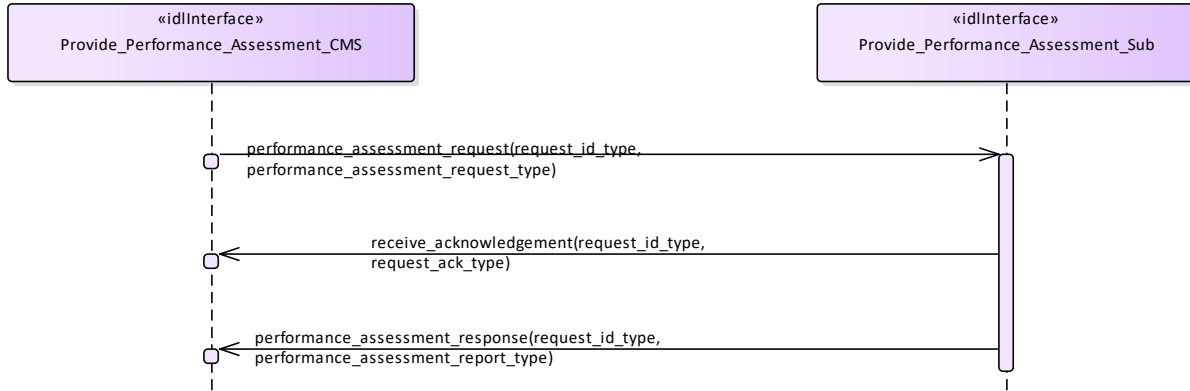 «idlInterface»
Provide_Performance_Assessment_CMS
«idlInterface»
Provide_Performance_Assessment_Sub
performance_assessment_request(request_id_type,
performance_assessment_request_type)
receive_acknowledgement(request_id_type,
request_ack_type)
performance_assessment_response(request_id_type,
performance_assessment_report_type)